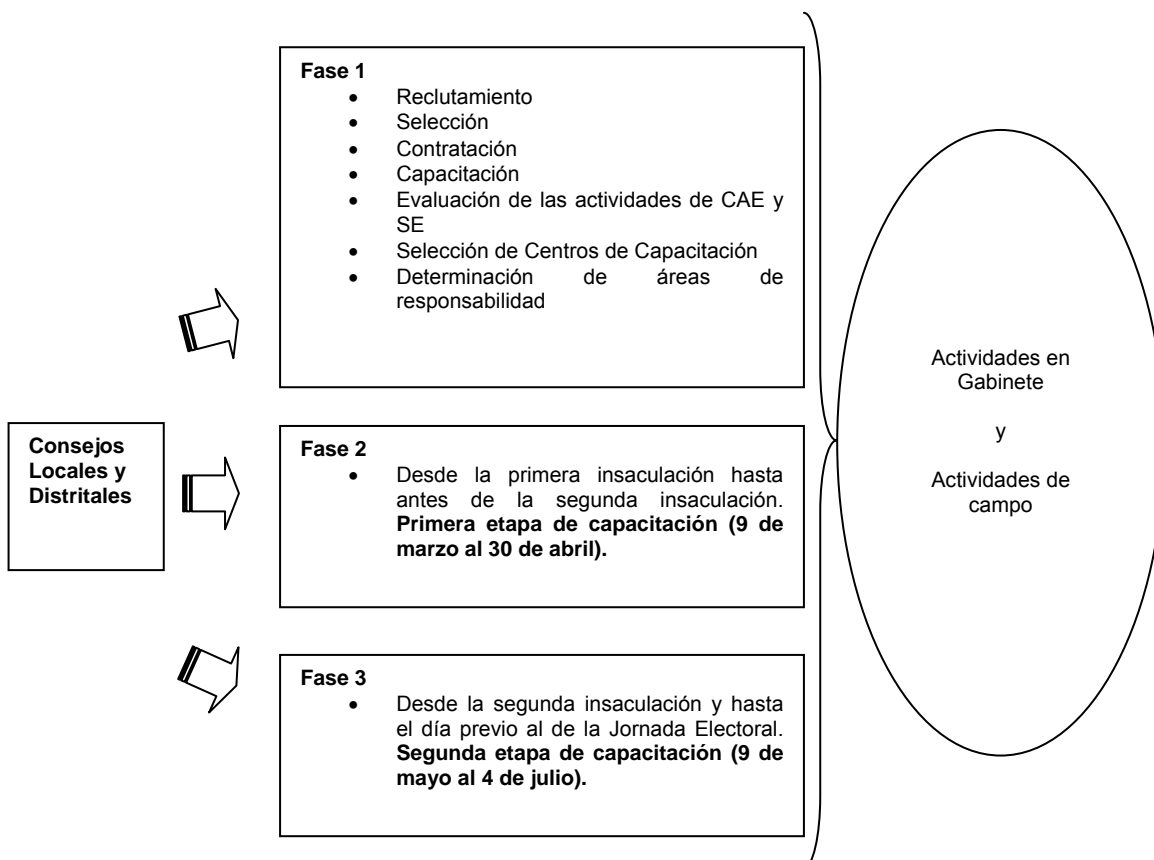 Consejos
Locales y
Distritales
Fase 1
• Reclutamiento
• Selección
• Contratación
• Capacitación
• Evaluación de las actividades de CAE y
SE
• Selección de Centros de Capacitación
• Determinación de áreas de
responsabilidad
Fase 2
• Desde la primera insaculación hasta
antes de la segunda insaculación.
Primera etapa de capacitación (9 de
marzo al 30 de abril).
Fase 3
• Desde la segunda insaculación y hasta
el día previo al de la Jornada Electoral.
Segunda etapa de capacitación (9 de
mayo al 4 de julio).
Actividades en
Gabinete
y
Actividades de
campo